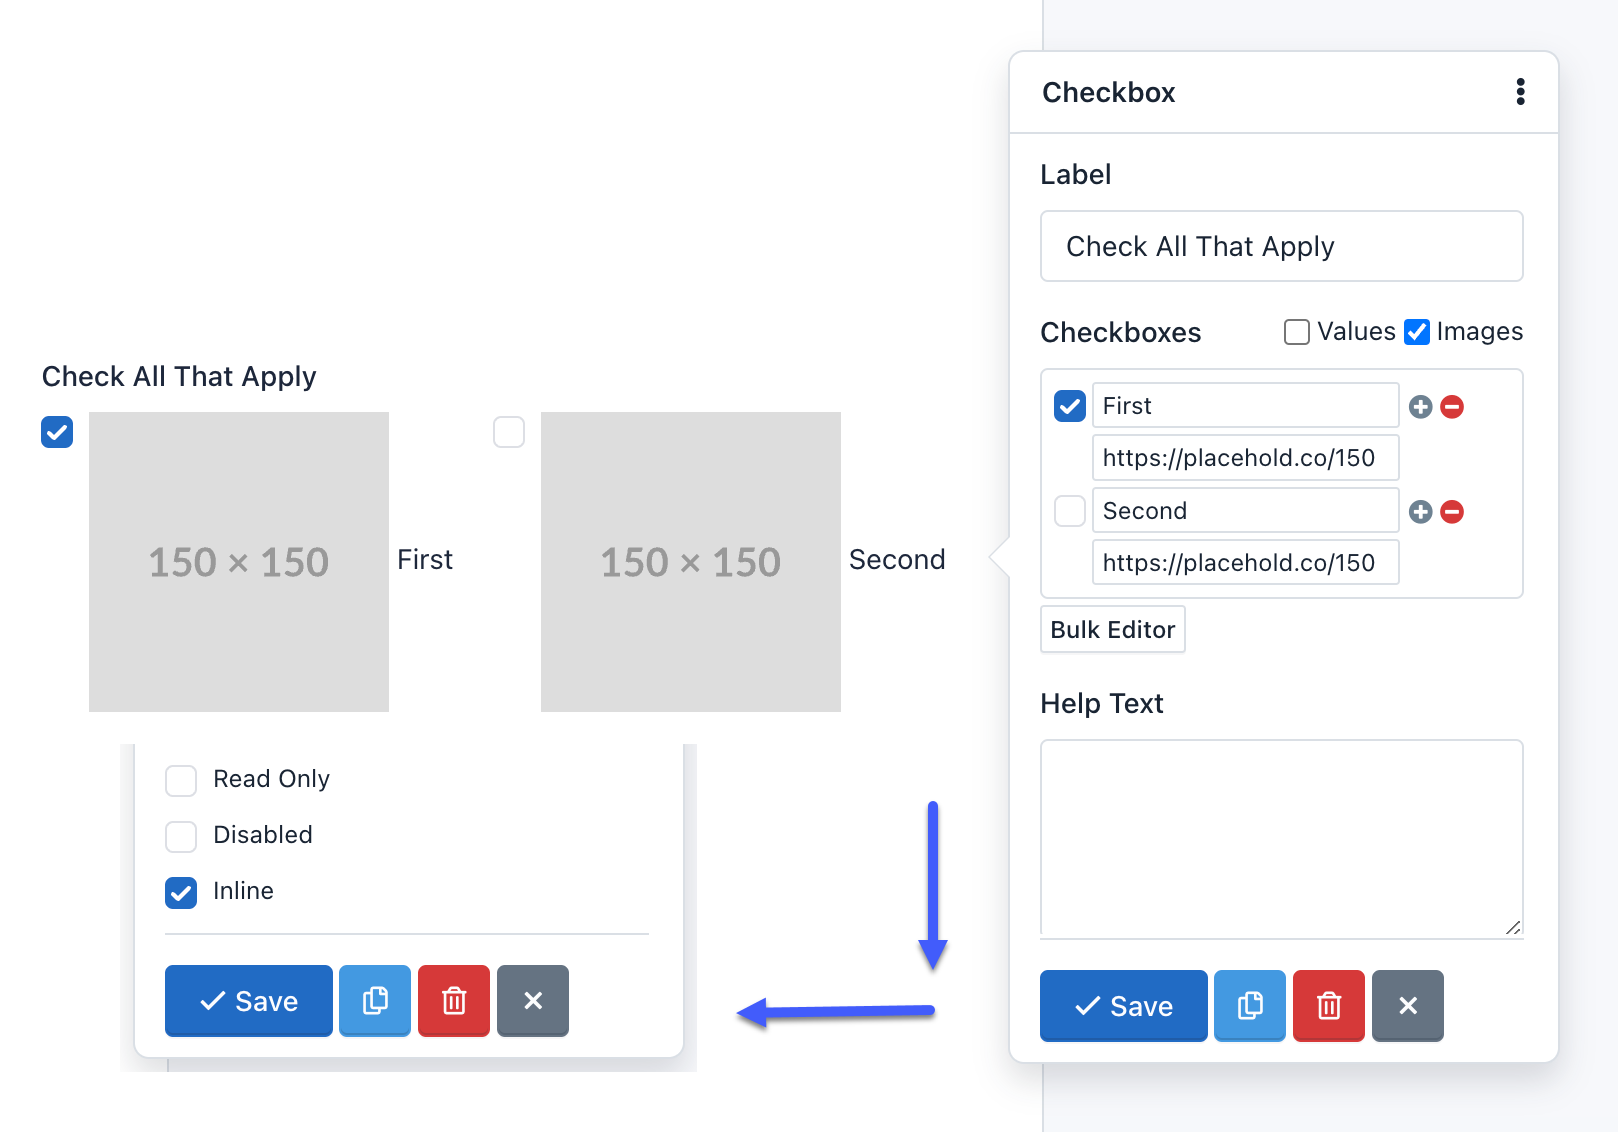 Check All That Apply
150 × 150
First
150 × 150
Second
Read Only
Disabled
Inline
Save
Checkbox
Label
Check All That Apply
Checkboxes Values Images
First
https://placehold.co/150
Second
https://placehold.co/150
Bulk Editor
Help Text
Save